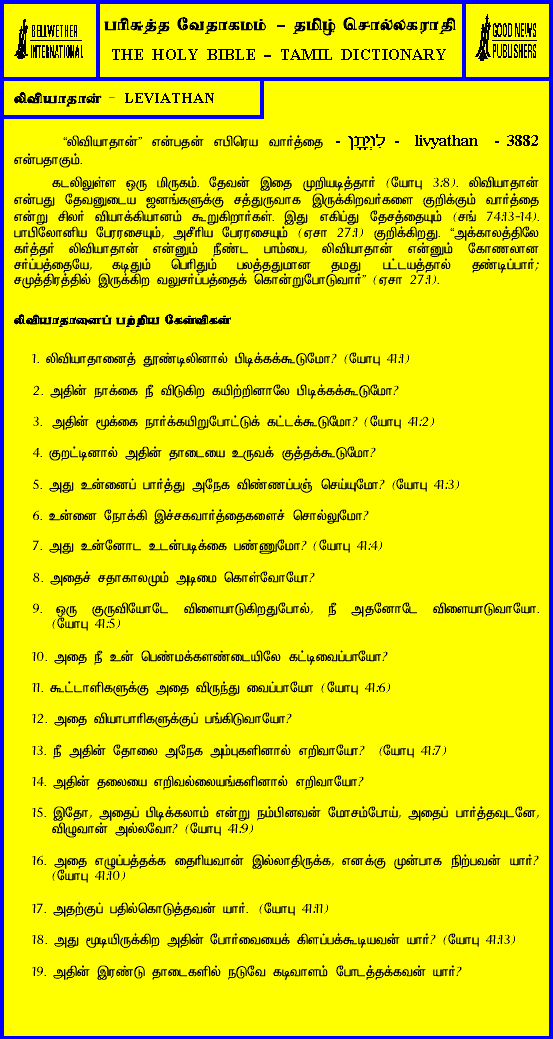 BELLWETHER
INTERNATIONAL
பரிசுத்த வேதாகமம் – தமிழ் சொல்லகராதி
THE HOLY BIBLE – TAMIL DICTIONARY
GOOD NEWS
PUBLISHERS
லிவியாதான் – LEVIATHAN
“லிவியாதான்” என்பதன் எபிரெய வார்த்தை - לִוְיָתָן - livyathan - 3882
என்பதாகும்.
கடலிலுள்ள ஒரு மிருகம். தேவன் இதை முறியடித்தார் (யோபு 3:8). லிவியாதான்
என்பது தேவனுடைய ஜனங்களுக்கு சத்துருவாக இருக்கிறவர்களை குறிக்கும் வார்த்தை
என்று சிலர் வியாக்கியானம் கூறுகிறார்கள். இது எகிப்து தேசத்தையும் (சங் 74:13-14).
பாபிலோனிய பேரரசையும், அசீரிய பேரரசையும் (ஏசா 27:1) குறிக்கிறது. “அக்காலத்திலே
கர்த்தர் லிவியாதான் என்னும் நீண்ட பாம்பை, லிவியாதான் என்னும் கோணலான
சர்ப்பத்தையே, கடிதும் பெரிதும் பலத்ததுமான தமது பட்டயத்தால் தண்டிப்பார்;
சமுத்திரத்தில் இருக்கிற வலுசர்ப்பத்தைக் கொன்றுபோடுவார்” (ஏசா 27:1).
லிவியாதானைப் பற்றிய கேள்விகள்
1. லிவியாதானைத் தூண்டிலினால் பிடிக்கக்கூடுமோ? (யோபு 41:1)
2. அதின் நாக்கை நீ விடுகிற கயிற்றினாலே பிடிக்கக்கூடுமோ?
3. அதின் மூக்கை நார்க்கயிறுபோட்டுக் கட்டக்கூடுமோ? (யோபு 41:2)
4. குறட்டினால் அதின் தாடையை உருவக் குத்தக்கூடுமோ?
5. அது உன்னைப் பார்த்து அநேக விண்ணப்பஞ் செய்யுமோ? (யோபு 41:3)
6. உன்னை நோக்கி இச்சகவார்த்தைகளைச் சொல்லுமோ?
7. அது உன்னோட உடன்படிக்கை பண்ணுமோ? (யோபு 41:4)
8. அதைச் சதாகாலமும் அடிமை கொள்வோயோ?
9. ஒரு குருவியோடே விளையாடுகிறதுபோல், நீ அதனோடே விளையாடுவாயோ.
(யோபு 41:5)
10. அதை நீ உன் பெண்மக்களண்டையிலே கட்டிவைப்பாயோ?
11. கூட்டாளிகளுக்கு அதை விருந்து வைப்பாயோ (யோபு 41:6)
12. அதை வியாபாரிகளுக்குப் பங்கிடுவாயோ?
13. நீ அதின் தோலை அநேக அம்புகளினால் எறிவாயோ? (யோபு 41:7)
14. அதின் தலையை எறிவல்லையங்களினால் எறிவாயோ?
15. இதோ, அதைப் பிடிக்கலாம் என்று நம்பினவன் மோசம்போய், அதைப் பார்த்தவுடனே,
விழுவான் அல்லவோ? (யோபு 41:9)
16. அதை எழுப்பத்தக்க தைரியவான் இல்லாதிருக்க, எனக்கு முன்பாக நிற்பவன் யார்?
(யோபு 41:10)
17. அதற்குப் பதில்கொடுத்தவன் யார். (யோபு 41:11)
18. அது மூடியிருக்கிற அதின் போர்வையைக் கிளப்பக்கூடியவன் யார்? (யோபு 41:13)
19. அதின் இரண்டு தாடைகளில் நடுவே கடிவாளம் போடத்தக்கவன் யார்?